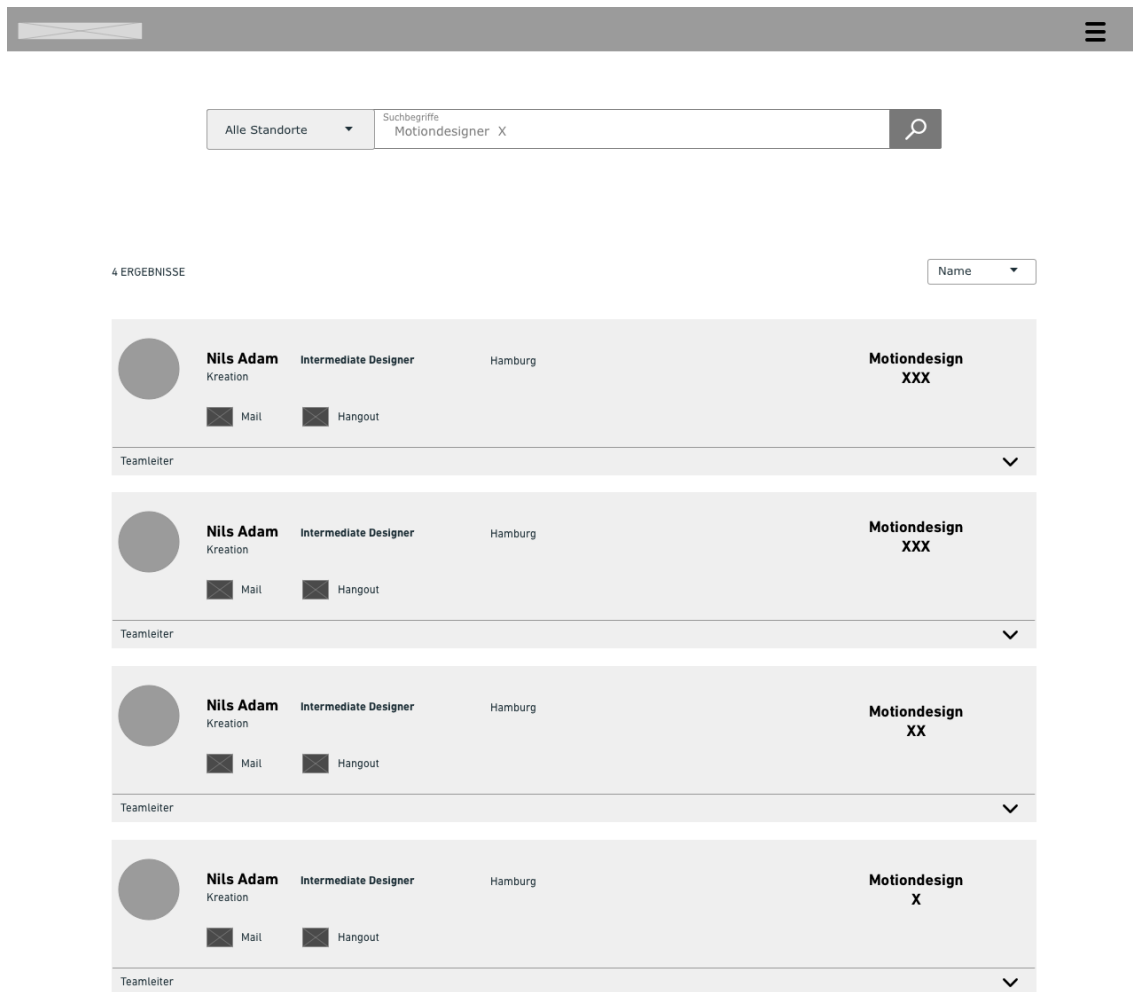 Alle Standorte
Suchbegriffe
Motiondesigner X
4 ERGEBNISSE
Name
Nils Adam Intermediate Designer Hamburg Motiondesign
Kreation XXX
Mail Hangout
Teamleiter
Nils Adam Intermediate Designer Hamburg Motiondesign
Kreation XXX
Mail Hangout
Teamleiter
Nils Adam Intermediate Designer Hamburg Motiondesign
Kreation XX
Mail Hangout
Teamleiter
Nils Adam Intermediate Designer Hamburg Motiondesign
Kreation X
Mail Hangout
Teamleiter